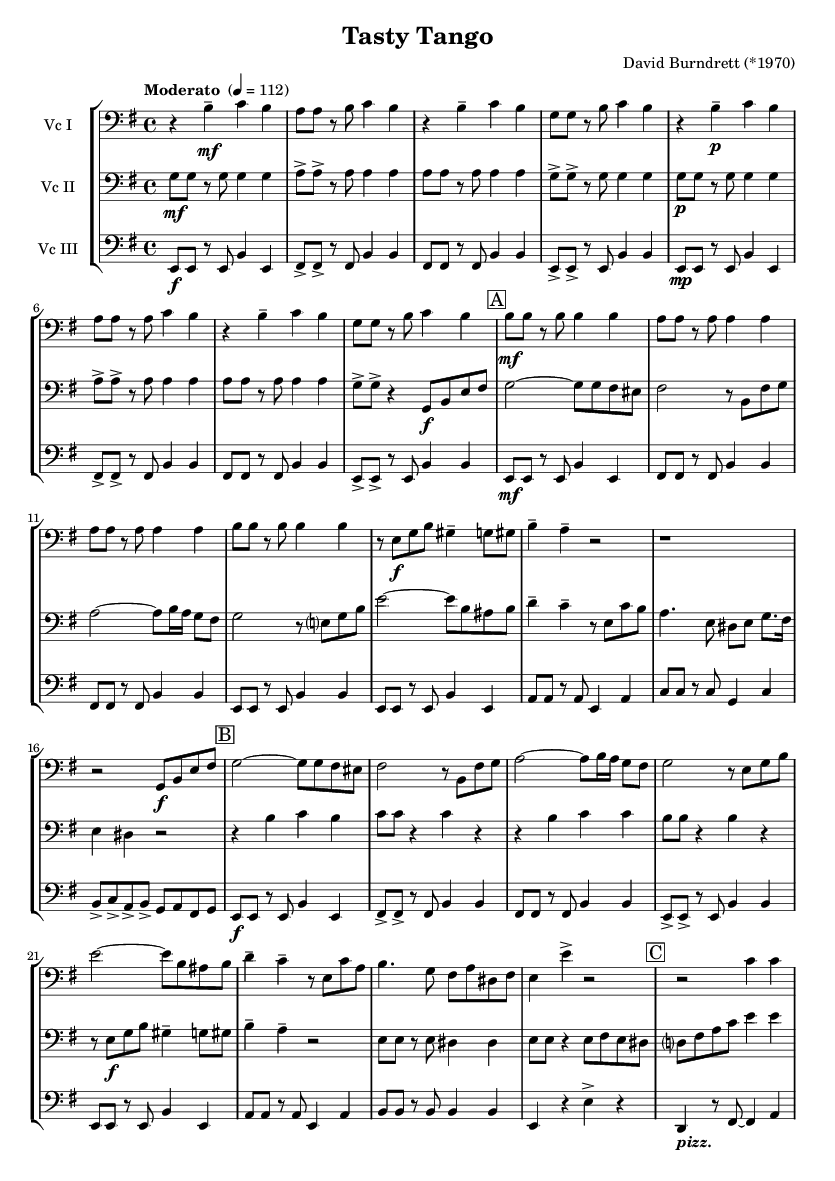 Tasty Tango
David Burndrett (*1970)
Moderato (♩ = 112)
Vc I
mf
p
Vc II
mf
p
Vc III
f
mp
6
A
mf
f
mf
11
f
16
B
f
f
21
C
f
pizz.